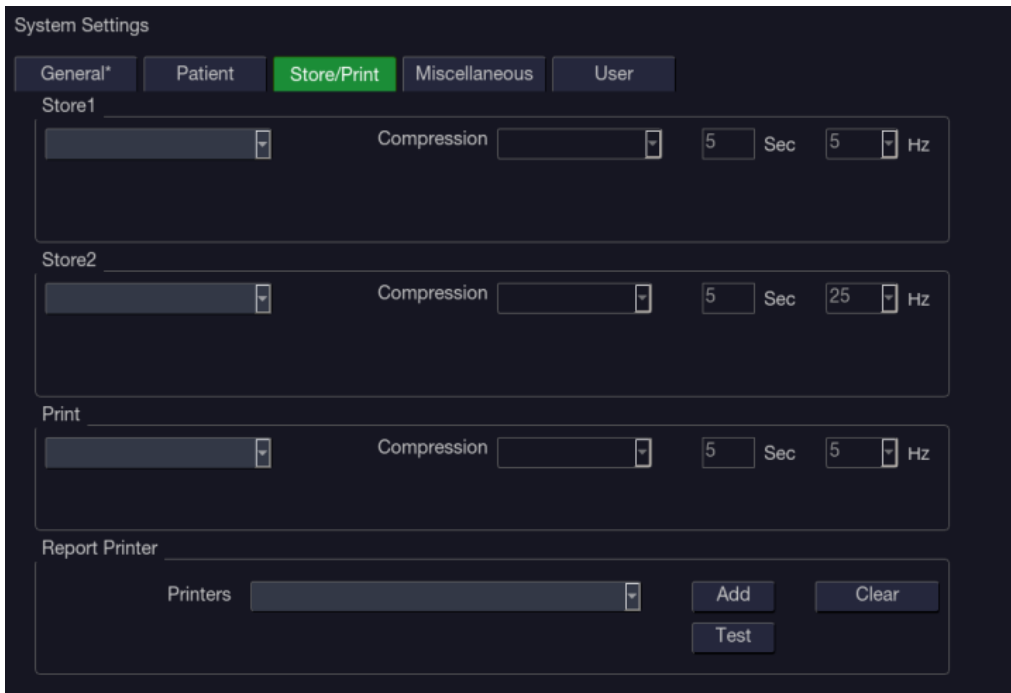 System Settings
General* Patient Store/Print Miscellaneous User
Store1
Compression 5 Sec 5 Hz
Store2
Compression 5 Sec 25 Hz
Print
Compression 5 Sec 5 Hz
Report Printer
Printers Add Clear
Test